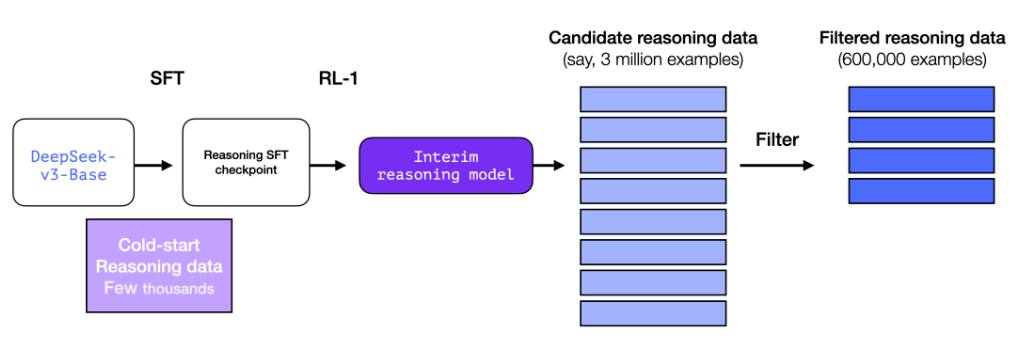 Candidate reasoning data
(say, 3 million examples)
Filtered reasoning data
(600,000 examples)
SFT
RL-1
DeepSeek-
v3-Base
Reasoning SFT
checkpoint
Interim
reasoning model
Filter
Cold-start
Reasoning data
Few thousands